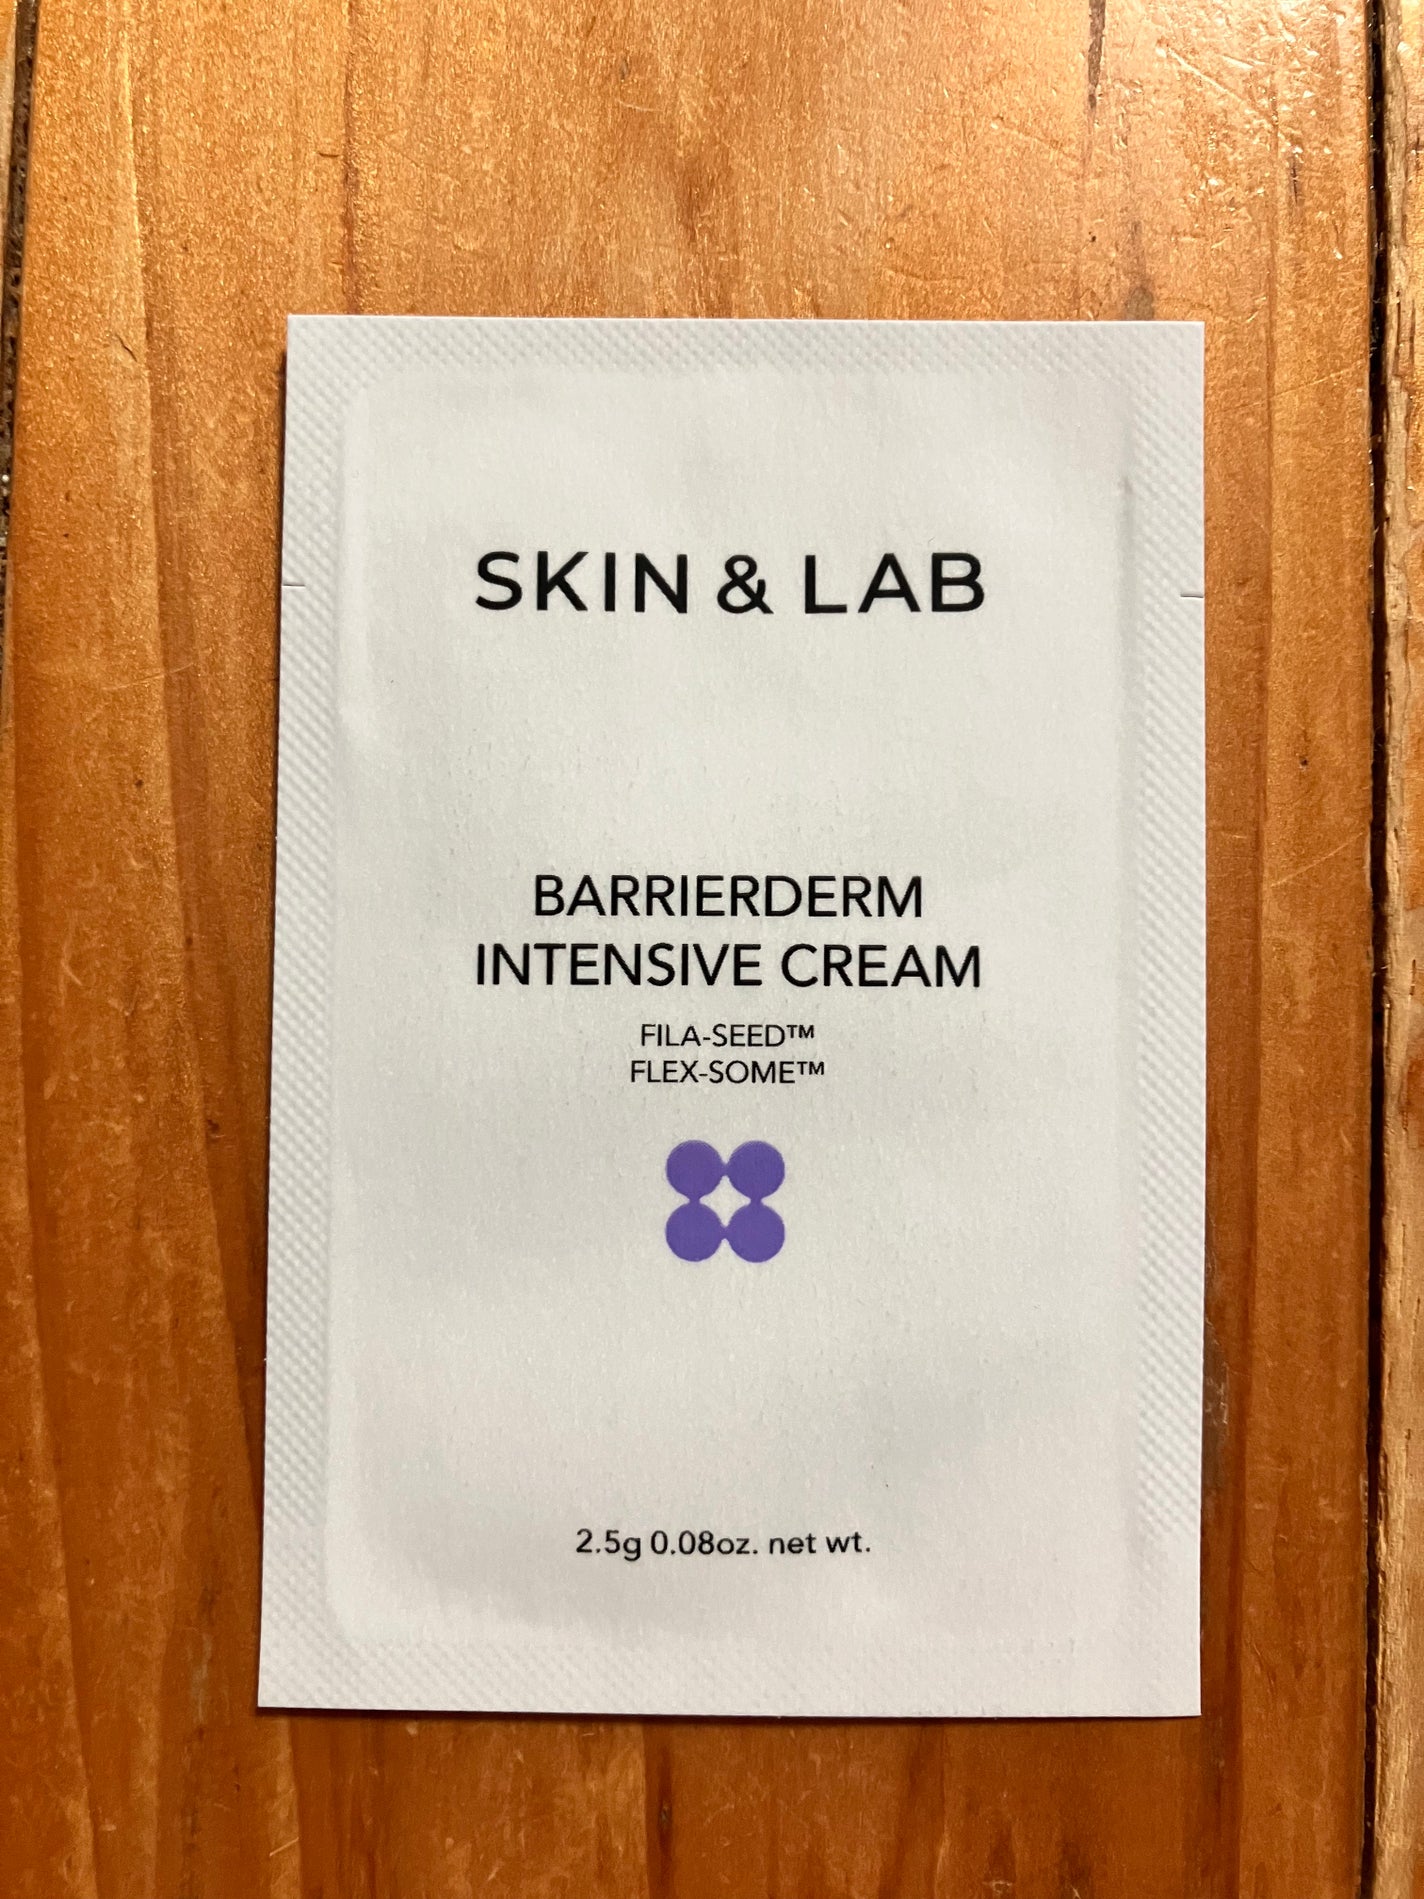 SKIN & LAB
BARRIERDERM
INTENSIVE CREAM
FILA-SEED™
FLEX-SOME™
2.5g 0.08oz. net wt.